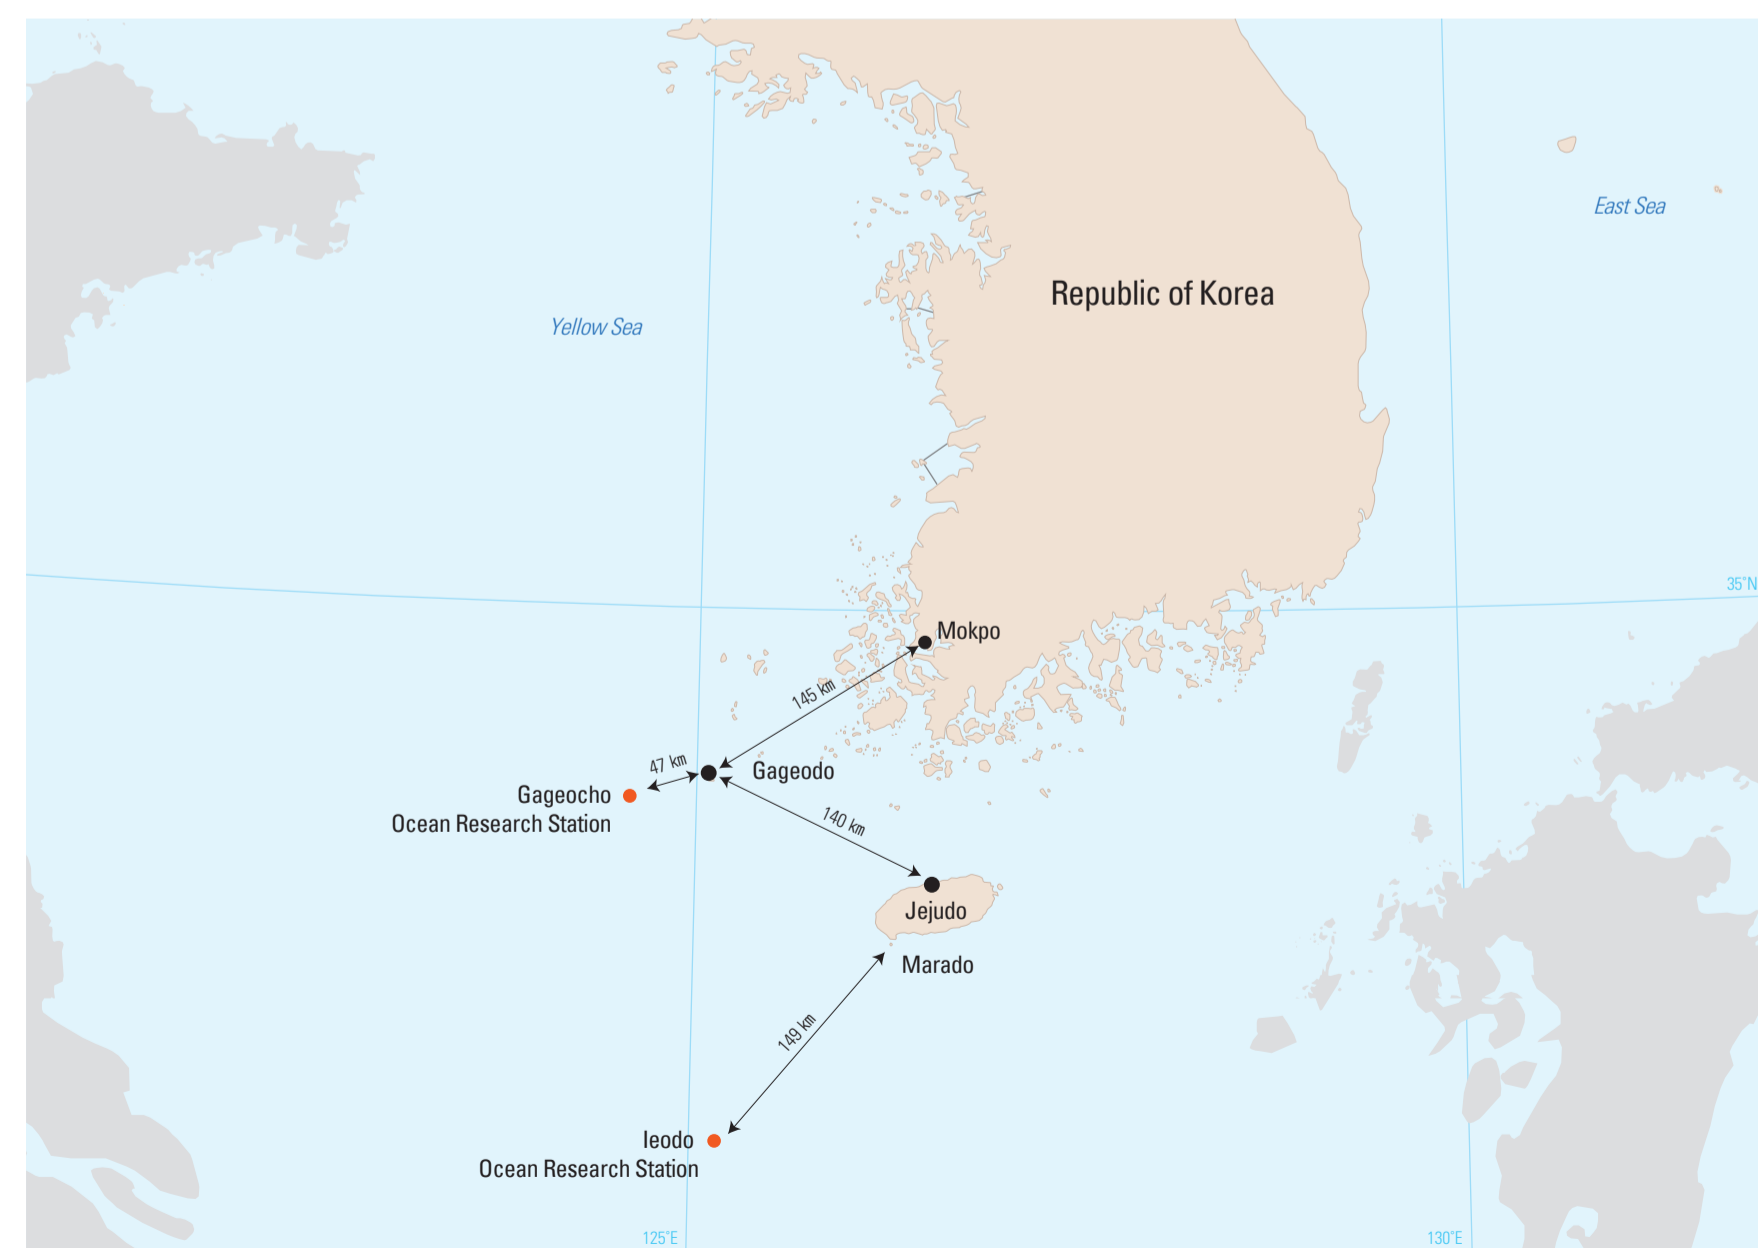 East Sea
Republic of Korea
Yellow Sea
35°N
Mokpo
145 km
47 km
Gageodo
Gageocho
Ocean Research Station
140 km
Jejudo
Marado
149 km
Ieodo
Ocean Research Station
125°E
130°E